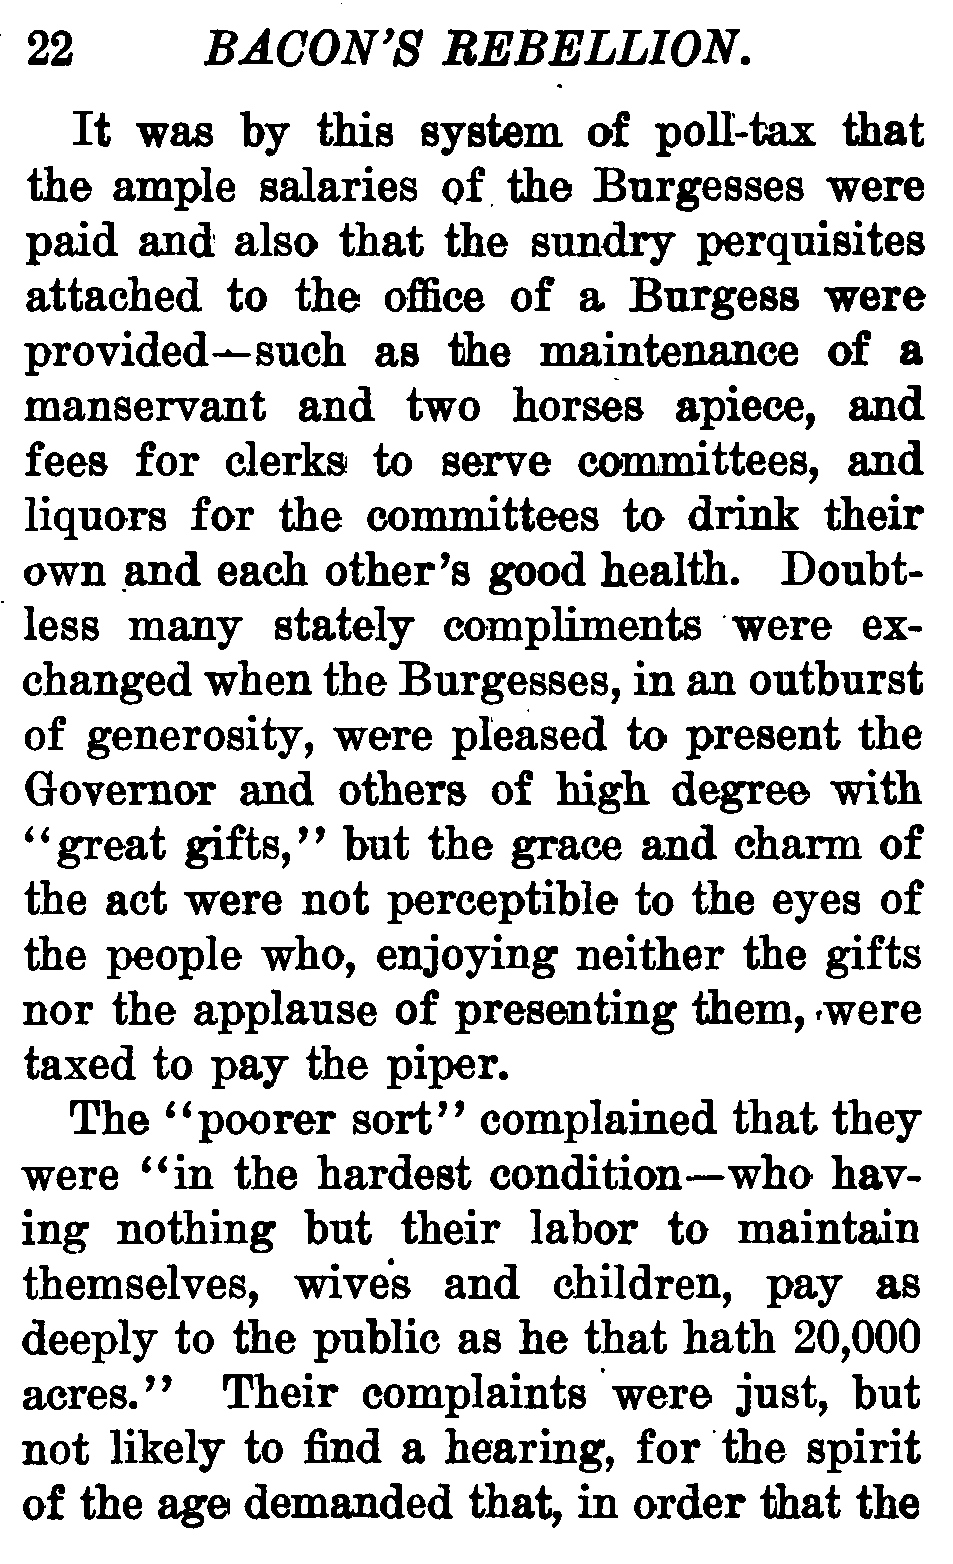 22 BACON'S REBELLION.
It was by this system of poll-tax that
the ample salaries of the Burgesses were
paid and also that the sundry perquisites
attached to the office of a Burgess were
provided—such as the maintenance of a
manservant and two horses apiece, and
fees for clerks to serve committees, and
liquors for the committees to drink their
own and each other's good health. Doubt-
less many stately compliments were ex-
changed when the Burgesses, in an outburst
of generosity, were pleased to present the
Governor and others of high degree with
"great gifts," but the grace and charm of
the act were not perceptible to the eyes of
the people who, enjoying neither the gifts
nor the applause of presenting them, were
taxed to pay the piper.
The "poorer sort" complained that they
were "in the hardest condition—who hav-
ing nothing but their labor to maintain
themselves, wives and children, pay as
deeply to the public as he that hath 20,000
acres." Their complaints were just, but
not likely to find a hearing, for the spirit
of the age demanded that, in order that the